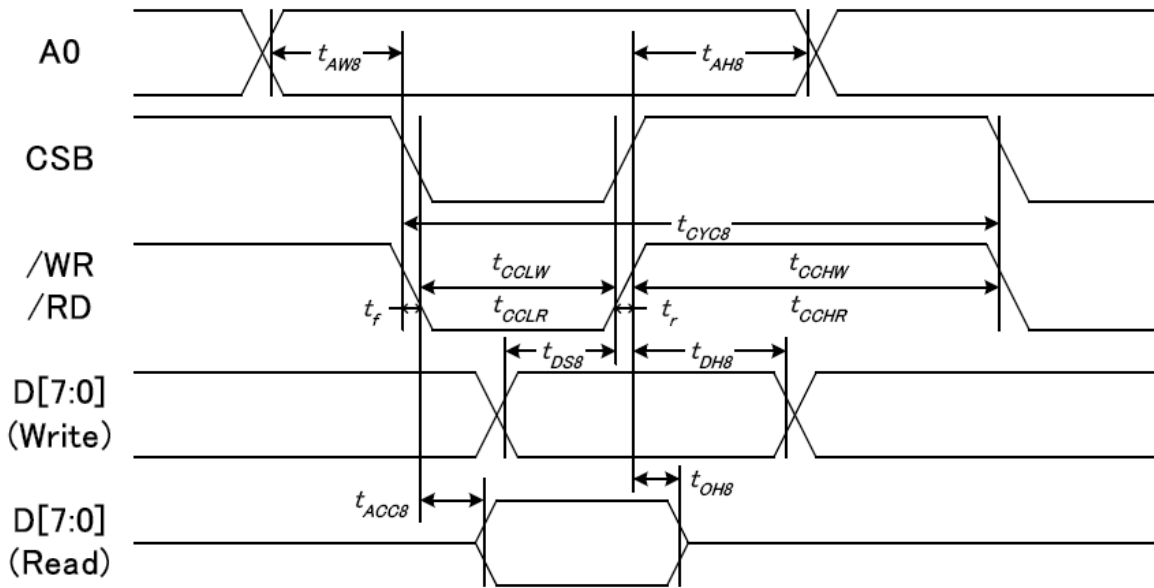 A0
tAW8
tAH8
CSB
tCYC8
/WR
/RD
tCCLW
tCCHW
tf
tCCLR
tr
tCCHR
tDS8
tDH8
D[7:0]
(Write)
tACC8
tOH8
D[7:0]
(Read)